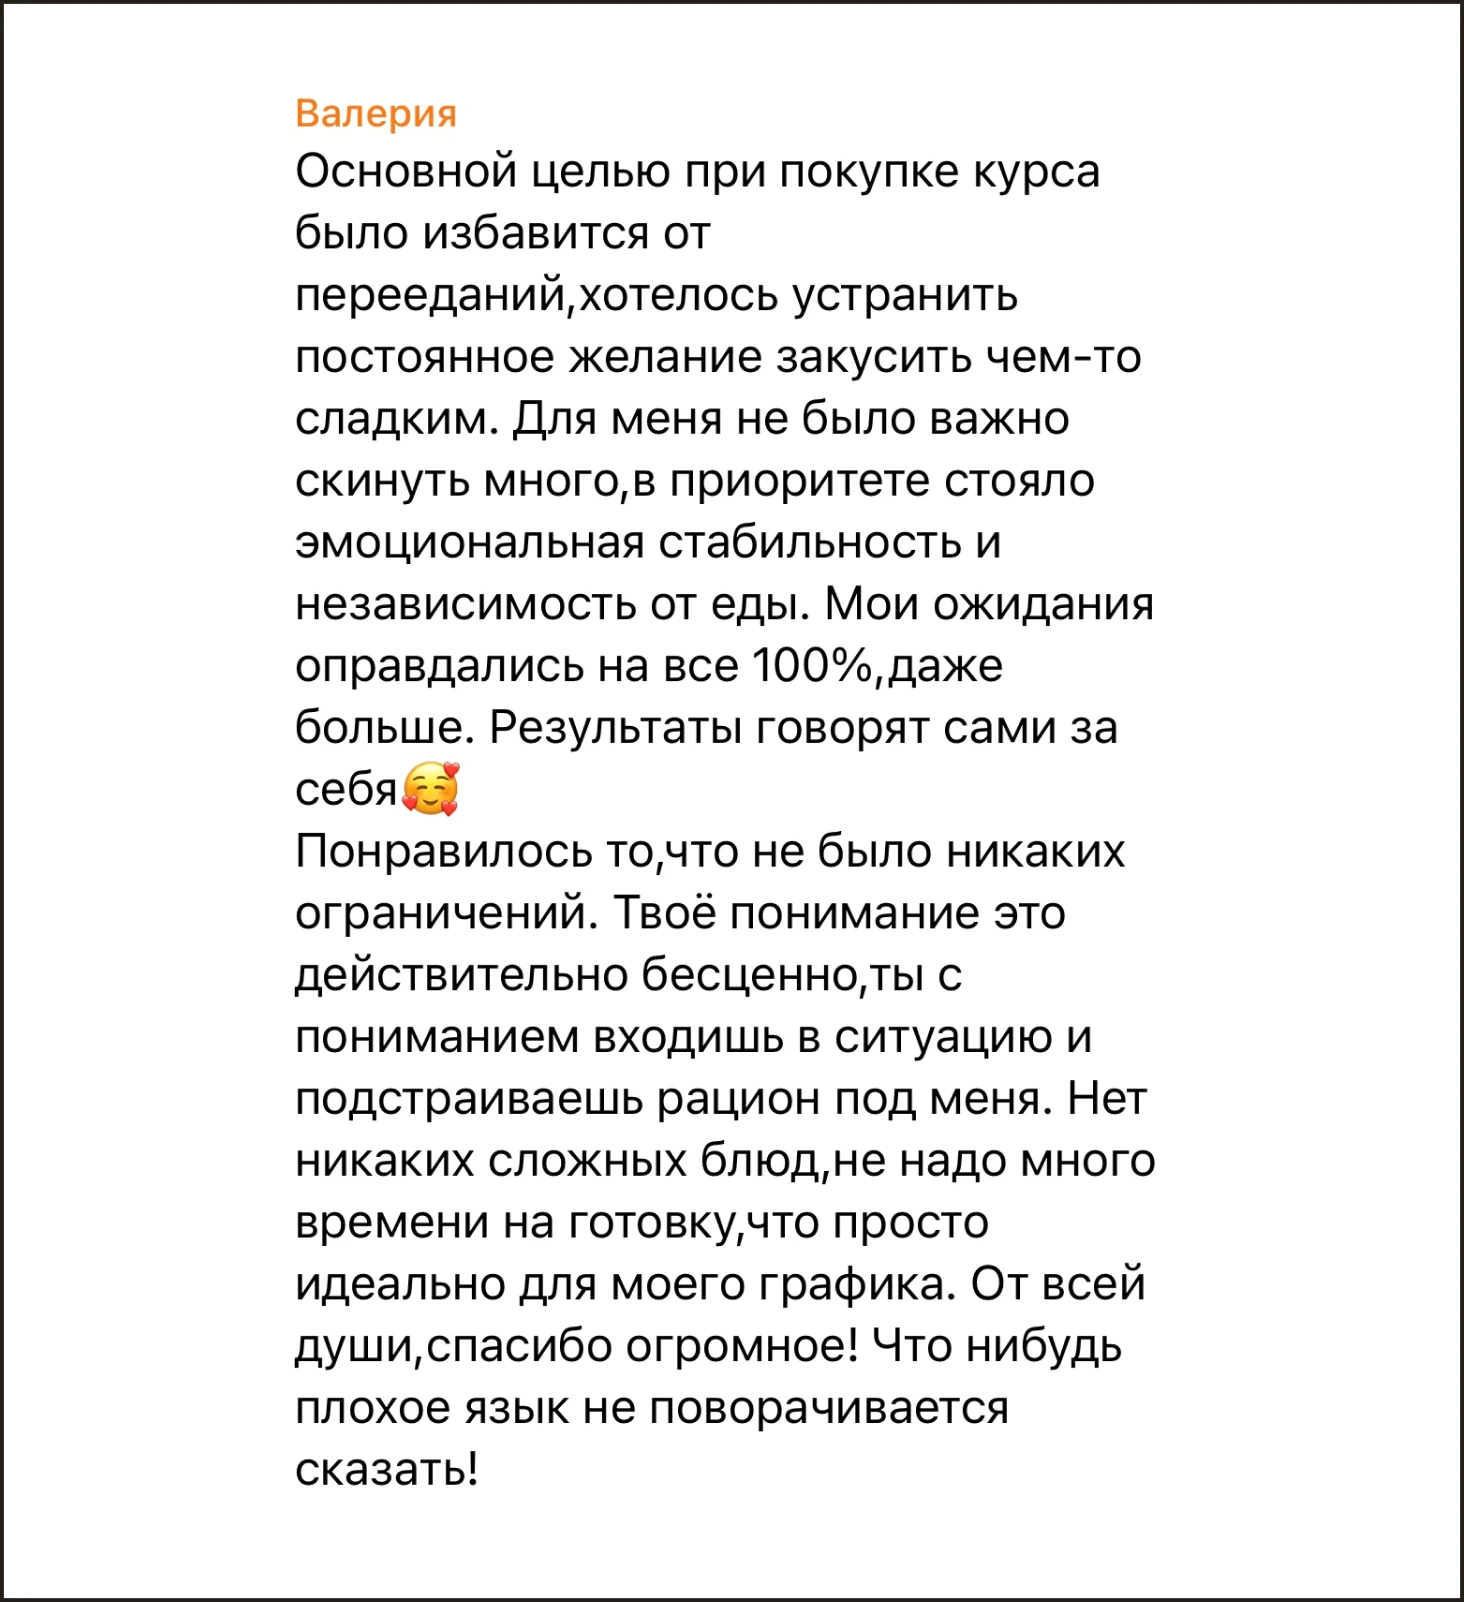 Валерия
Основной целью при покупке курса
было избавится от
перееданий,хотелось устранить
постоянное желание закусить чем-то
сладким. Для меня не было важно
скинуть много,в приоритете стояло
эмоциональная стабильность и
независимость от еды. Мои ожидания
оправдались на все 100%,даже
больше. Результаты говорят сами за
себя🥰
Понравилось то,что не было никаких
ограничений. Твоё понимание это
действительно бесценно,ты с
пониманием входишь в ситуацию и
подстраиваешь рацион под меня. Нет
никаких сложных блюд,не надо много
времени на готовку,что просто
идеально для моего графика. От всей
души,спасибо огромное! Что нибудь
плохое язык не поворачивается
сказать!